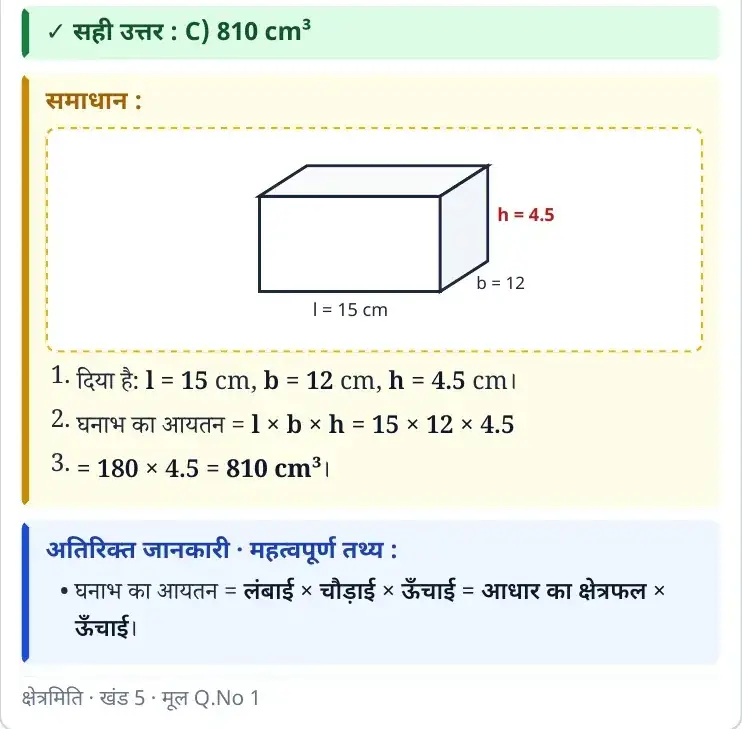 ✓ सही उत्तर : C) 810 cm³
समाधान :
h = 4.5
b = 12
l = 15 cm
1. दिया है: l = 15 cm, b = 12 cm, h = 4.5 cm।
2. घनाभ का आयतन = l × b × h = 15 × 12 × 4.5
3. = 180 × 4.5 = 810 cm³।
अतिरिक्त जानकारी · महत्वपूर्ण तथ्य :
• घनाभ का आयतन = लंबाई × चौड़ाई × ऊँचाई = आधार का क्षेत्रफल ×
ऊँचाई।
क्षेत्रमिति · खंड 5 · मूल Q.No 1